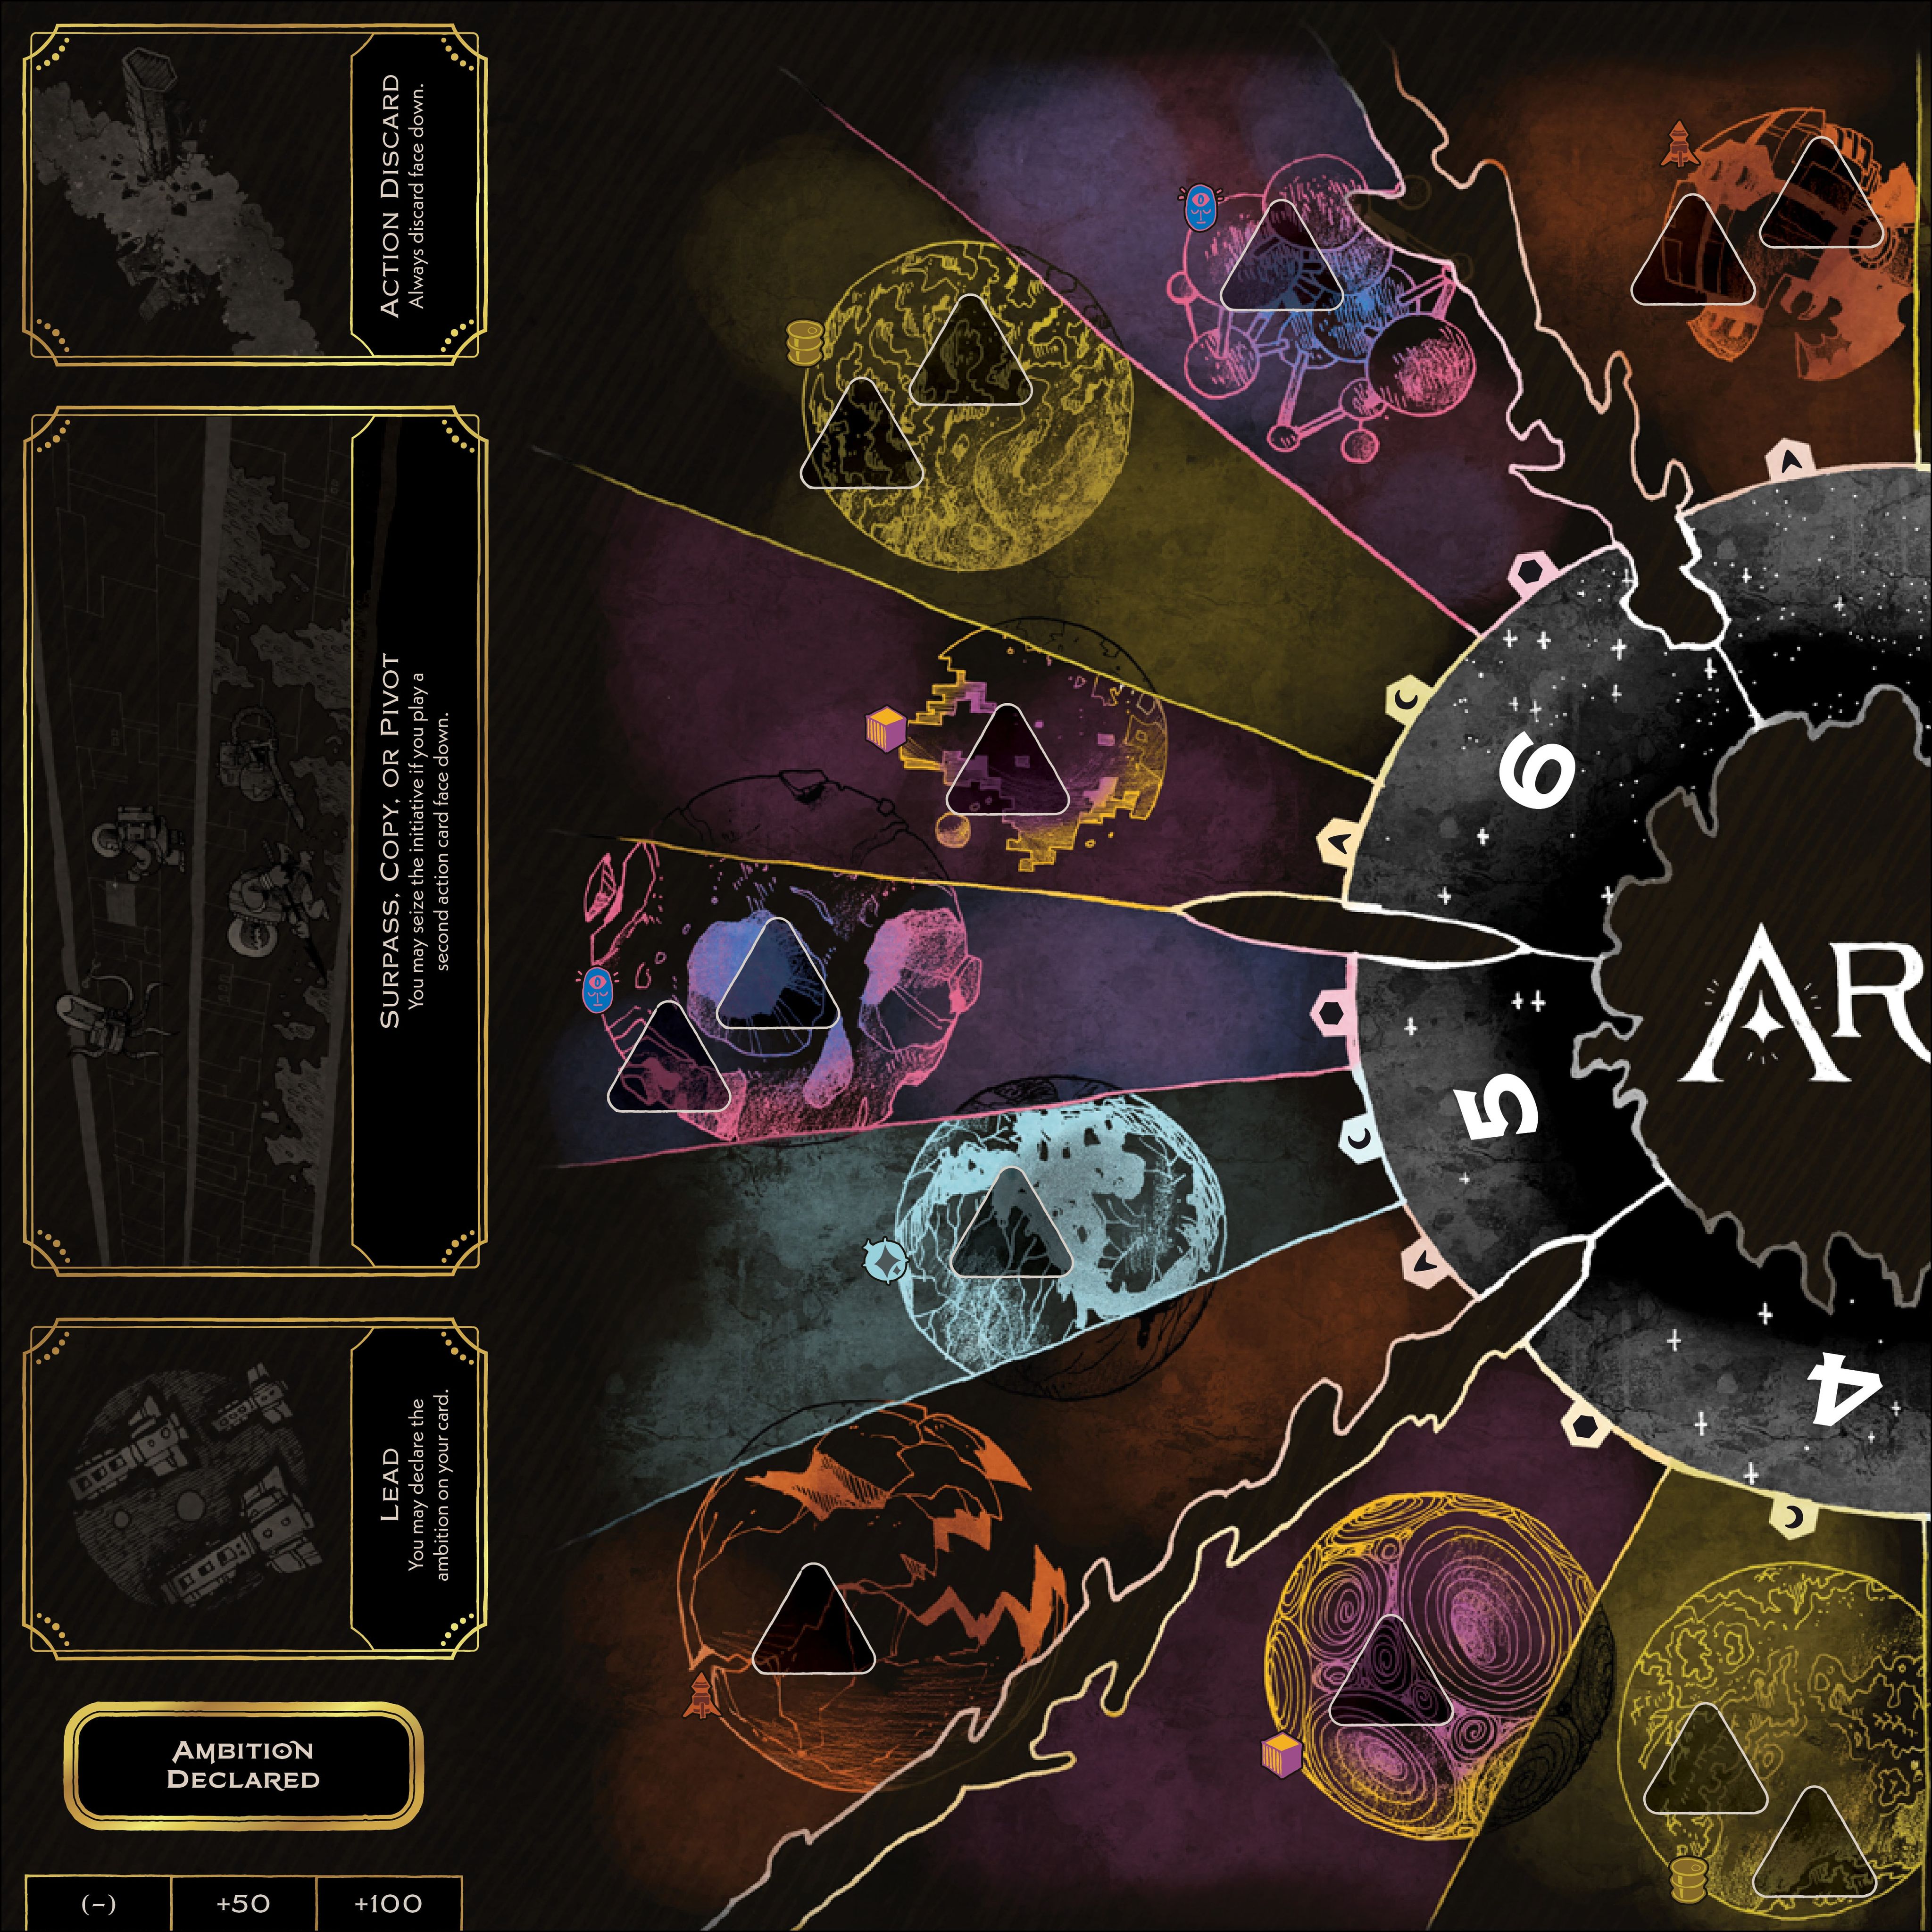 ACTION DISCARD
Always discard face down.
SURPASS, COPY, OR PIVOT
You may seize the initiative if you play a
second action card face down.
LEAD
You may declare the
ambition on your card.
AMBITION
DECLARED
(-)
+50
+100
6
5
4
AR